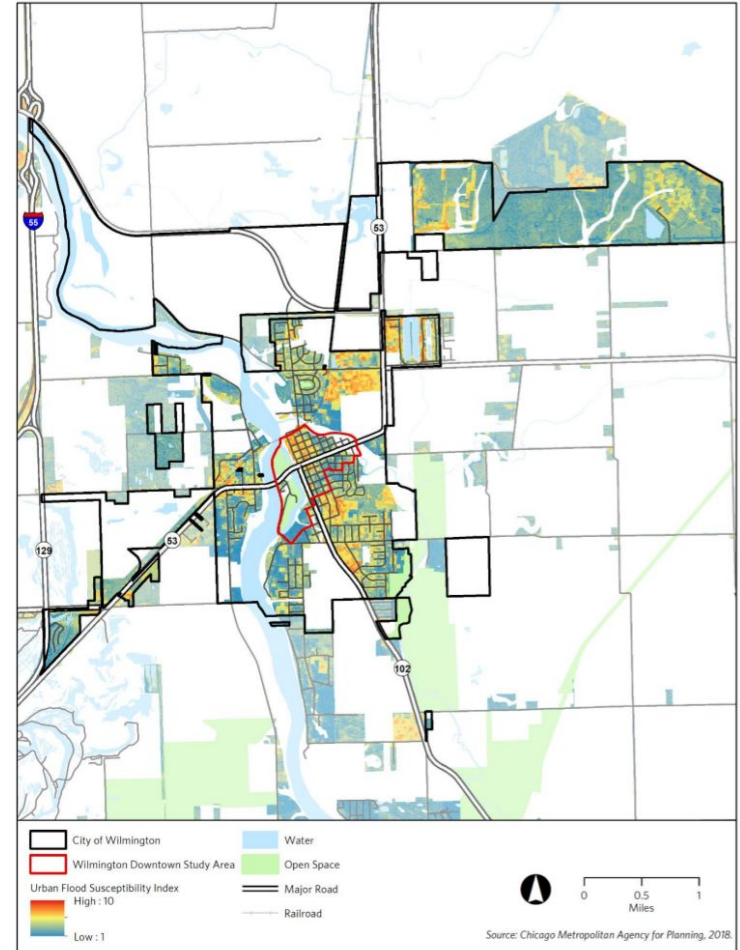 55
53
53
129
102
City of Wilmington
Wilmington Downtown Study Area
Urban Flood Susceptibility Index
High : 10
Low : 1
Water
Open Space
Major Road
Railroad
0 0.5 1
Miles
Source: Chicago Metropolitan Agency for Planning, 2018.